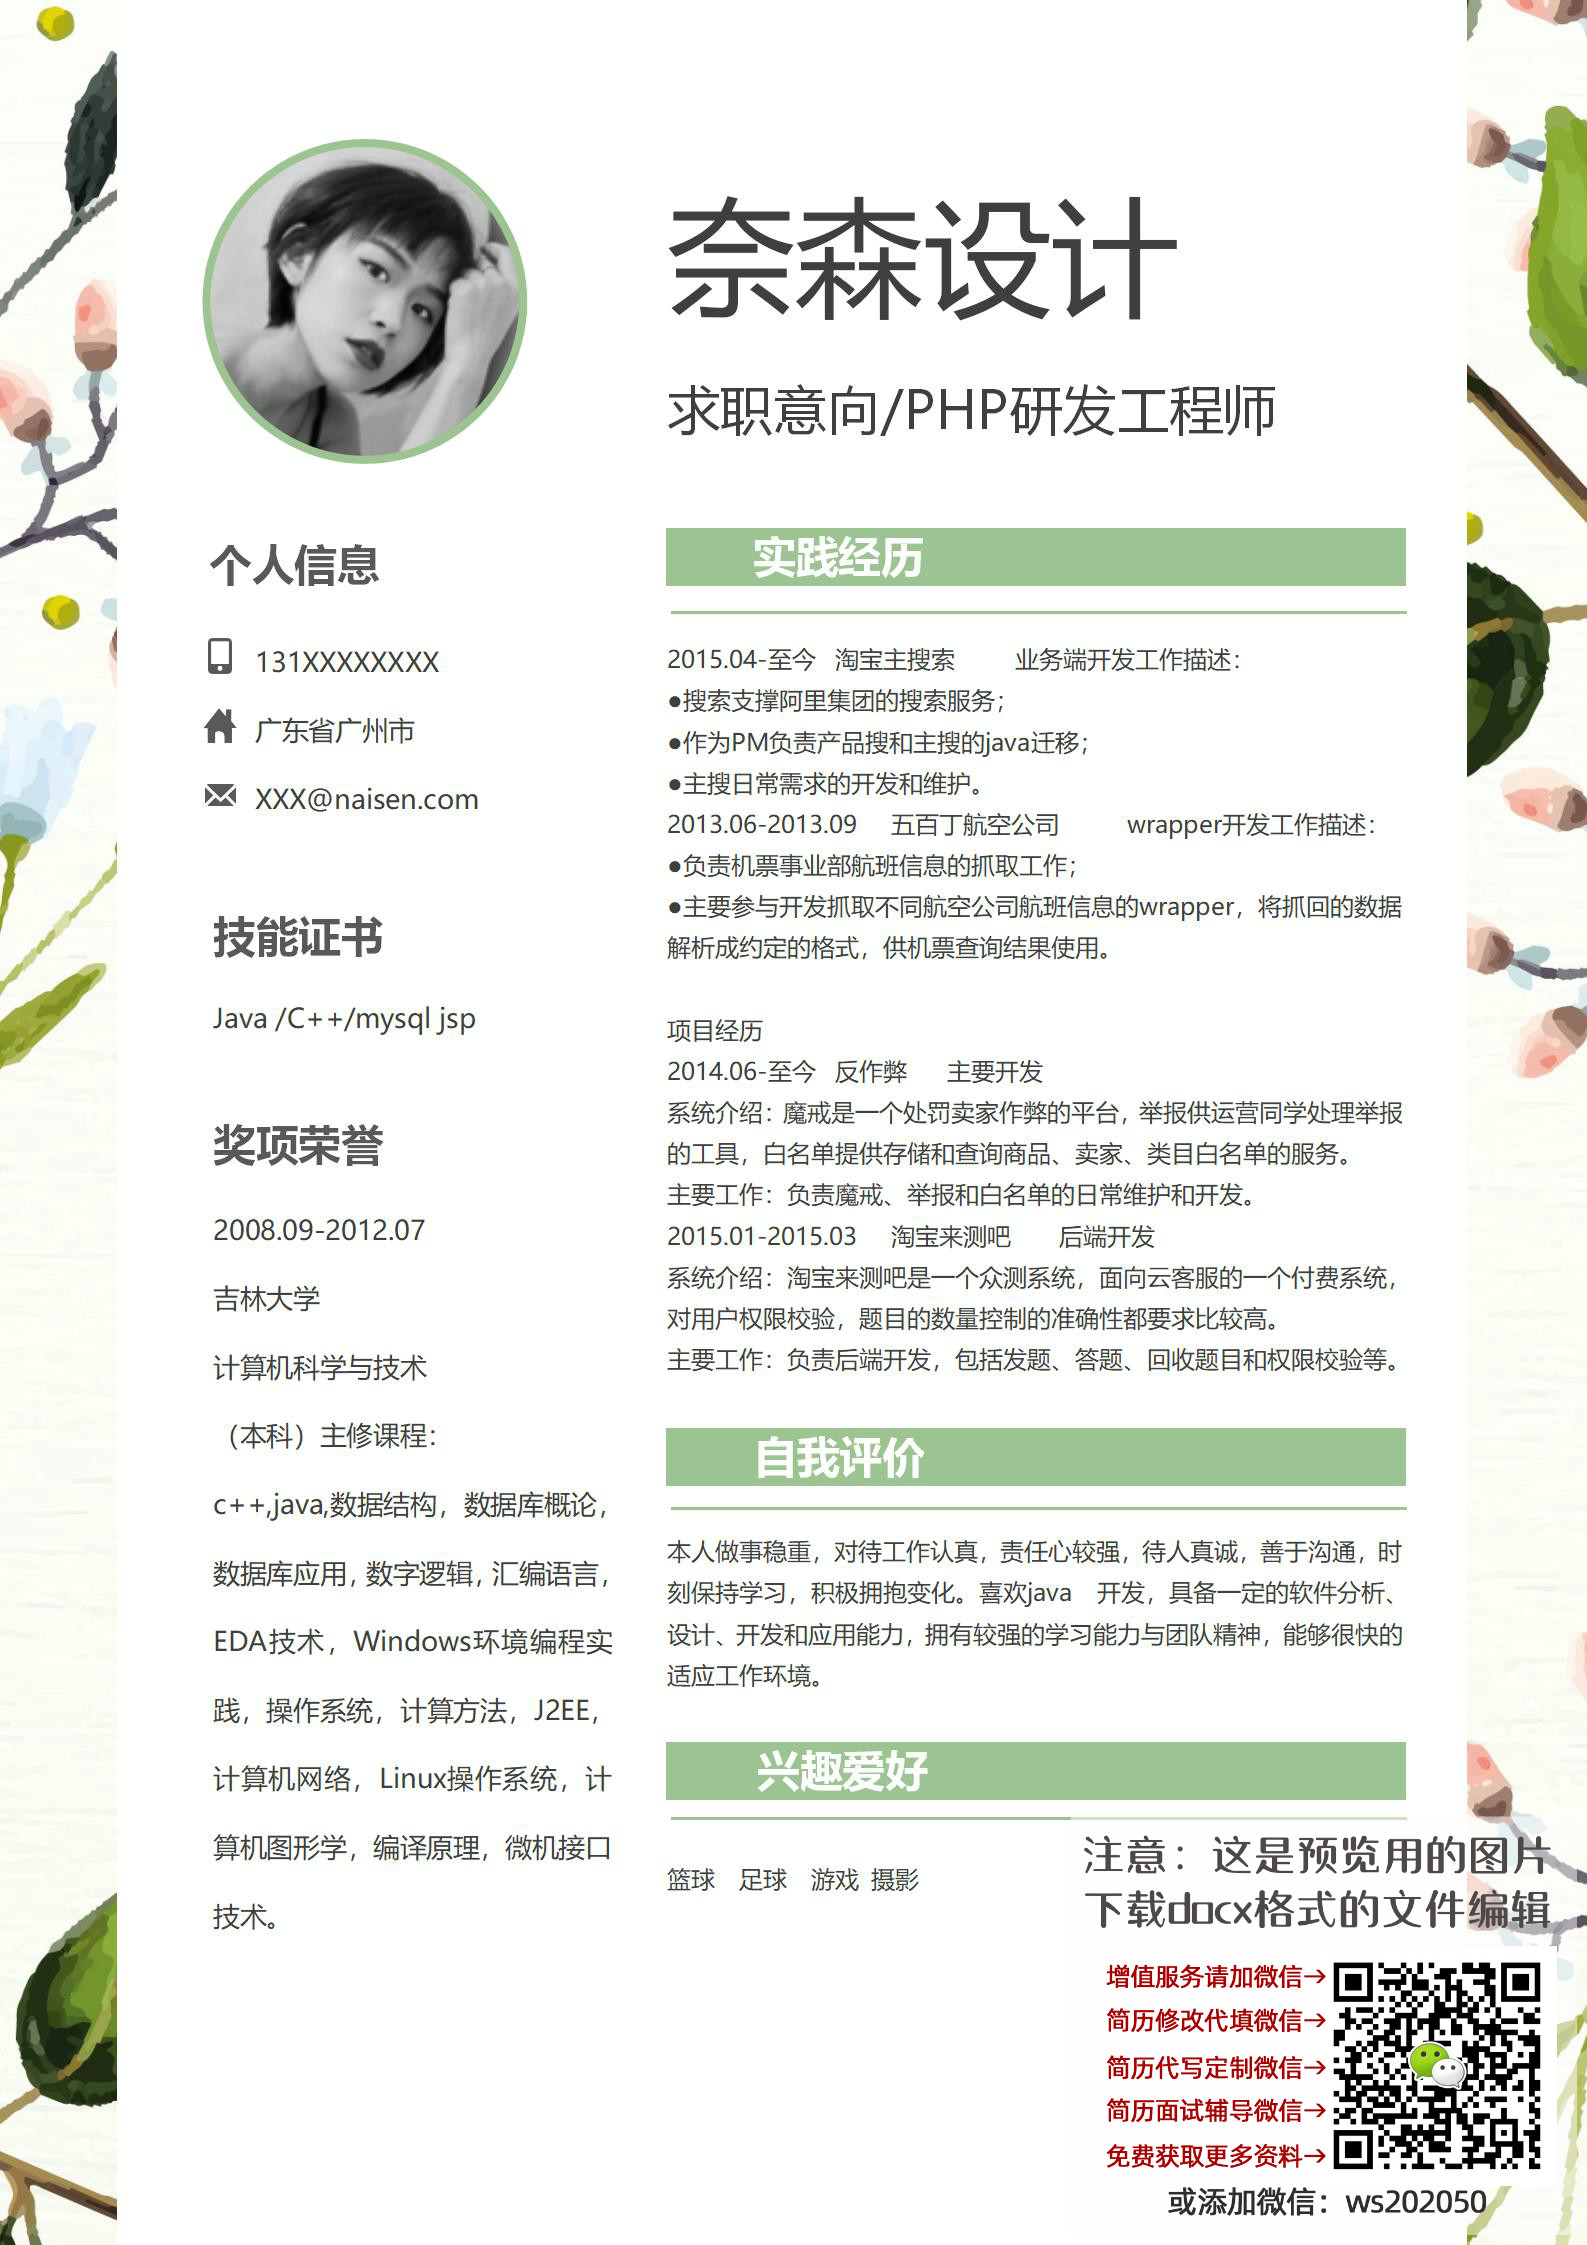 奈森设计
求职意向/PHP研发工程师
个人信息
131XXXXXXXX
广东省广州市
XXX@naisen.com
技能证书
Java /C++/mysql jsp
奖项荣誉
2008.09-2012.07
吉林大学
计算机科学与技术
（本科）主修课程：
c++,java,数据结构，数据库概论，
数据库应用，数字逻辑，汇编语言，
EDA技术，Windows环境编程实
践，操作系统，计算方法，J2EE，
计算机网络，Linux操作系统，计
算机图形学，编译原理，微机接口
技术。
实践经历
2015.04-至今 淘宝主搜索 业务端开发工作描述：
●搜索支撑阿里集团的搜索服务；
●作为PM负责产品搜和主搜的java迁移；
●主搜日常需求的开发和维护。
2013.06-2013.09 五百丁航空公司 wrapper开发工作描述：
●负责机票事业部航班信息的抓取工作；
●主要参与开发抓取不同航空公司航班信息的wrapper，将抓回的数据
解析成约定的格式，供机票查询结果使用。
项目经历
2014.06-至今 反作弊 主要开发
系统介绍：魔戒是一个处罚卖家作弊的平台，举报供运营同学处理举报
的工具，白名单提供存储和查询商品、卖家、类目白名单的服务。
主要工作：负责魔戒、举报和白名单的日常维护和开发。
2015.01-2015.03 淘宝来测吧 后端开发
系统介绍：淘宝来测吧是一个众测系统，面向云客服的一个付费系统，
对用户权限校验，题目的数量控制的准确性都要求比较高。
主要工作：负责后端开发，包括发题、答题、回收题目和权限校验等。
自我评价
本人做事稳重，对待工作认真，责任心较强，待人真诚，善于沟通，时
刻保持学习，积极拥抱变化。喜欢java 开发，具备一定的软件分析、
设计、开发和应用能力，拥有较强的学习能力与团队精神，能够很快的
适应工作环境。
兴趣爱好
篮球 足球 游戏 摄影
注意：这是预览用的图片
下载docx格式的文件编辑
增值服务请加微信→
简历修改代填微信→
简历代写定制微信→
简历面试辅导微信→
免费获取更多资料→
或添加微信：ws202050